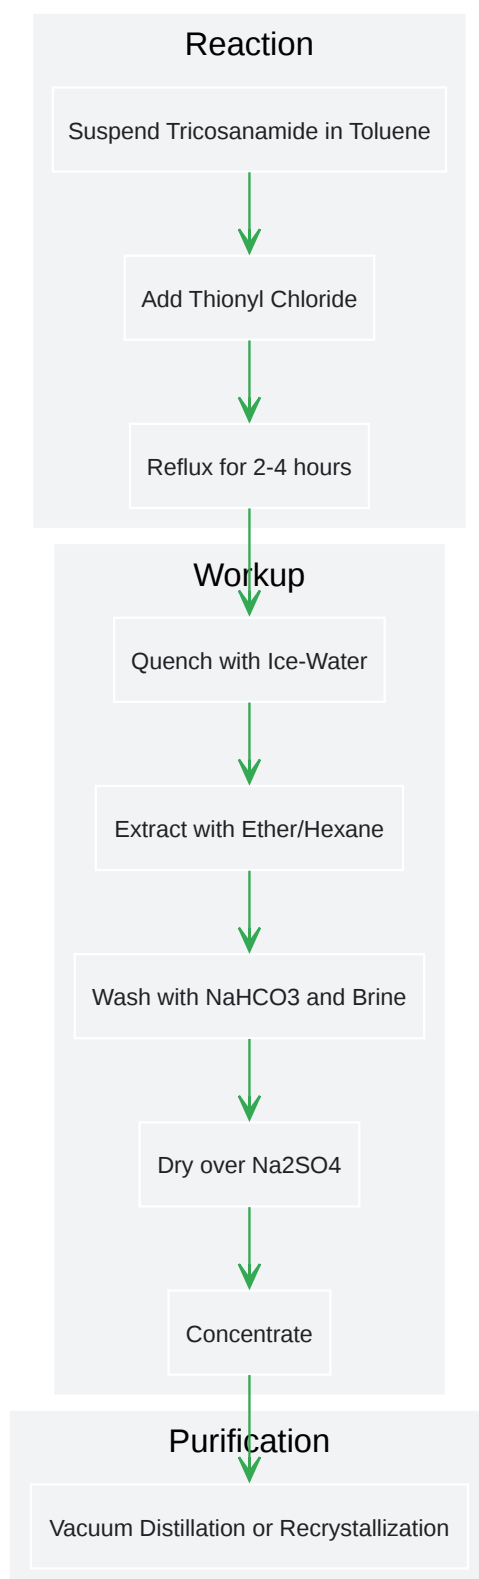 Reaction
Suspend Tricosanamide in Toluene
Add Thionyl Chloride
Reflux for 2-4 hours
Workup
Quench with Ice-Water
Extract with Ether/Hexane
Wash with NaHCO3 and Brine
Dry over Na2SO4
Concentrate
Purification
Vacuum Distillation or Recrystallization